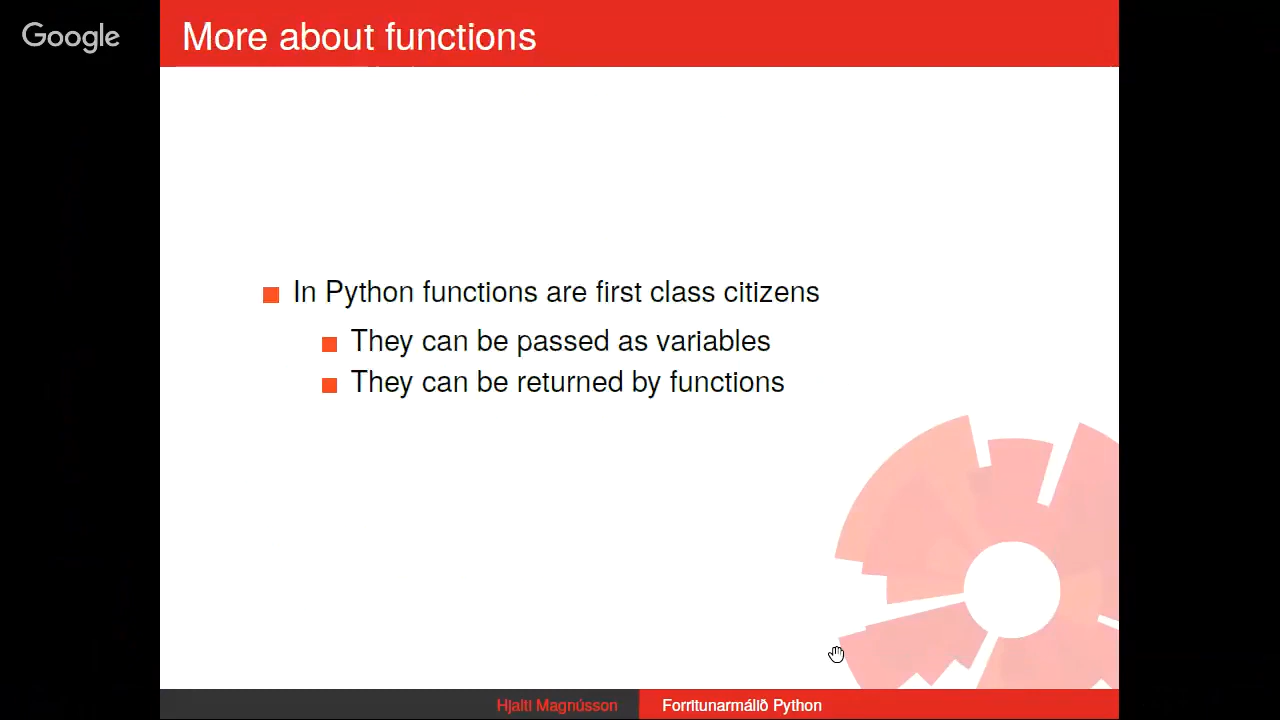 Google
More about functions
In Python functions are first class citizens
They can be passed as variables
They can be returned by functions
Hjalti Magnússon
Forritunarmálið Python